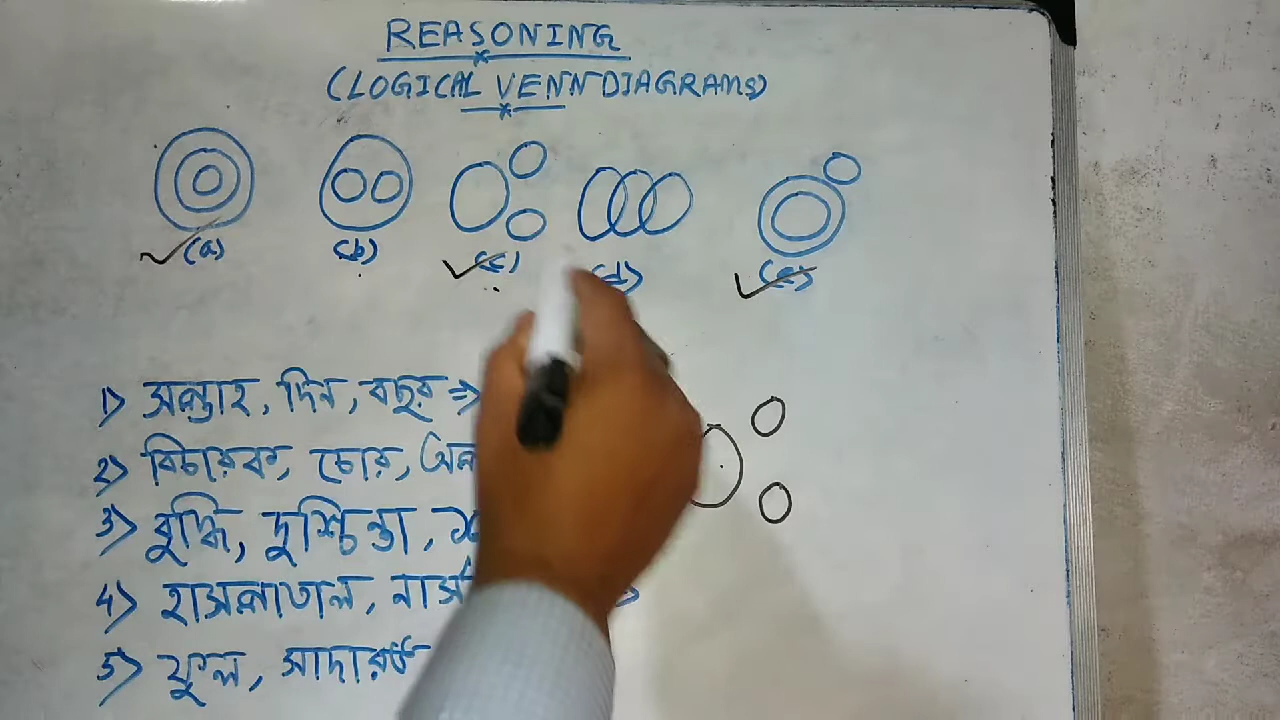 REASONING
(LOGICAL VENN DIAGRAMS)
(a) (b) (c) (d) (e)
1) সপ্তাহ, দিন, বছর ⇒
2) বিচারক, চোর,
3) বুদ্ধি, দুশ্চিন্তা,
4) হাসপাতাল, নার্স
5) ফুল,